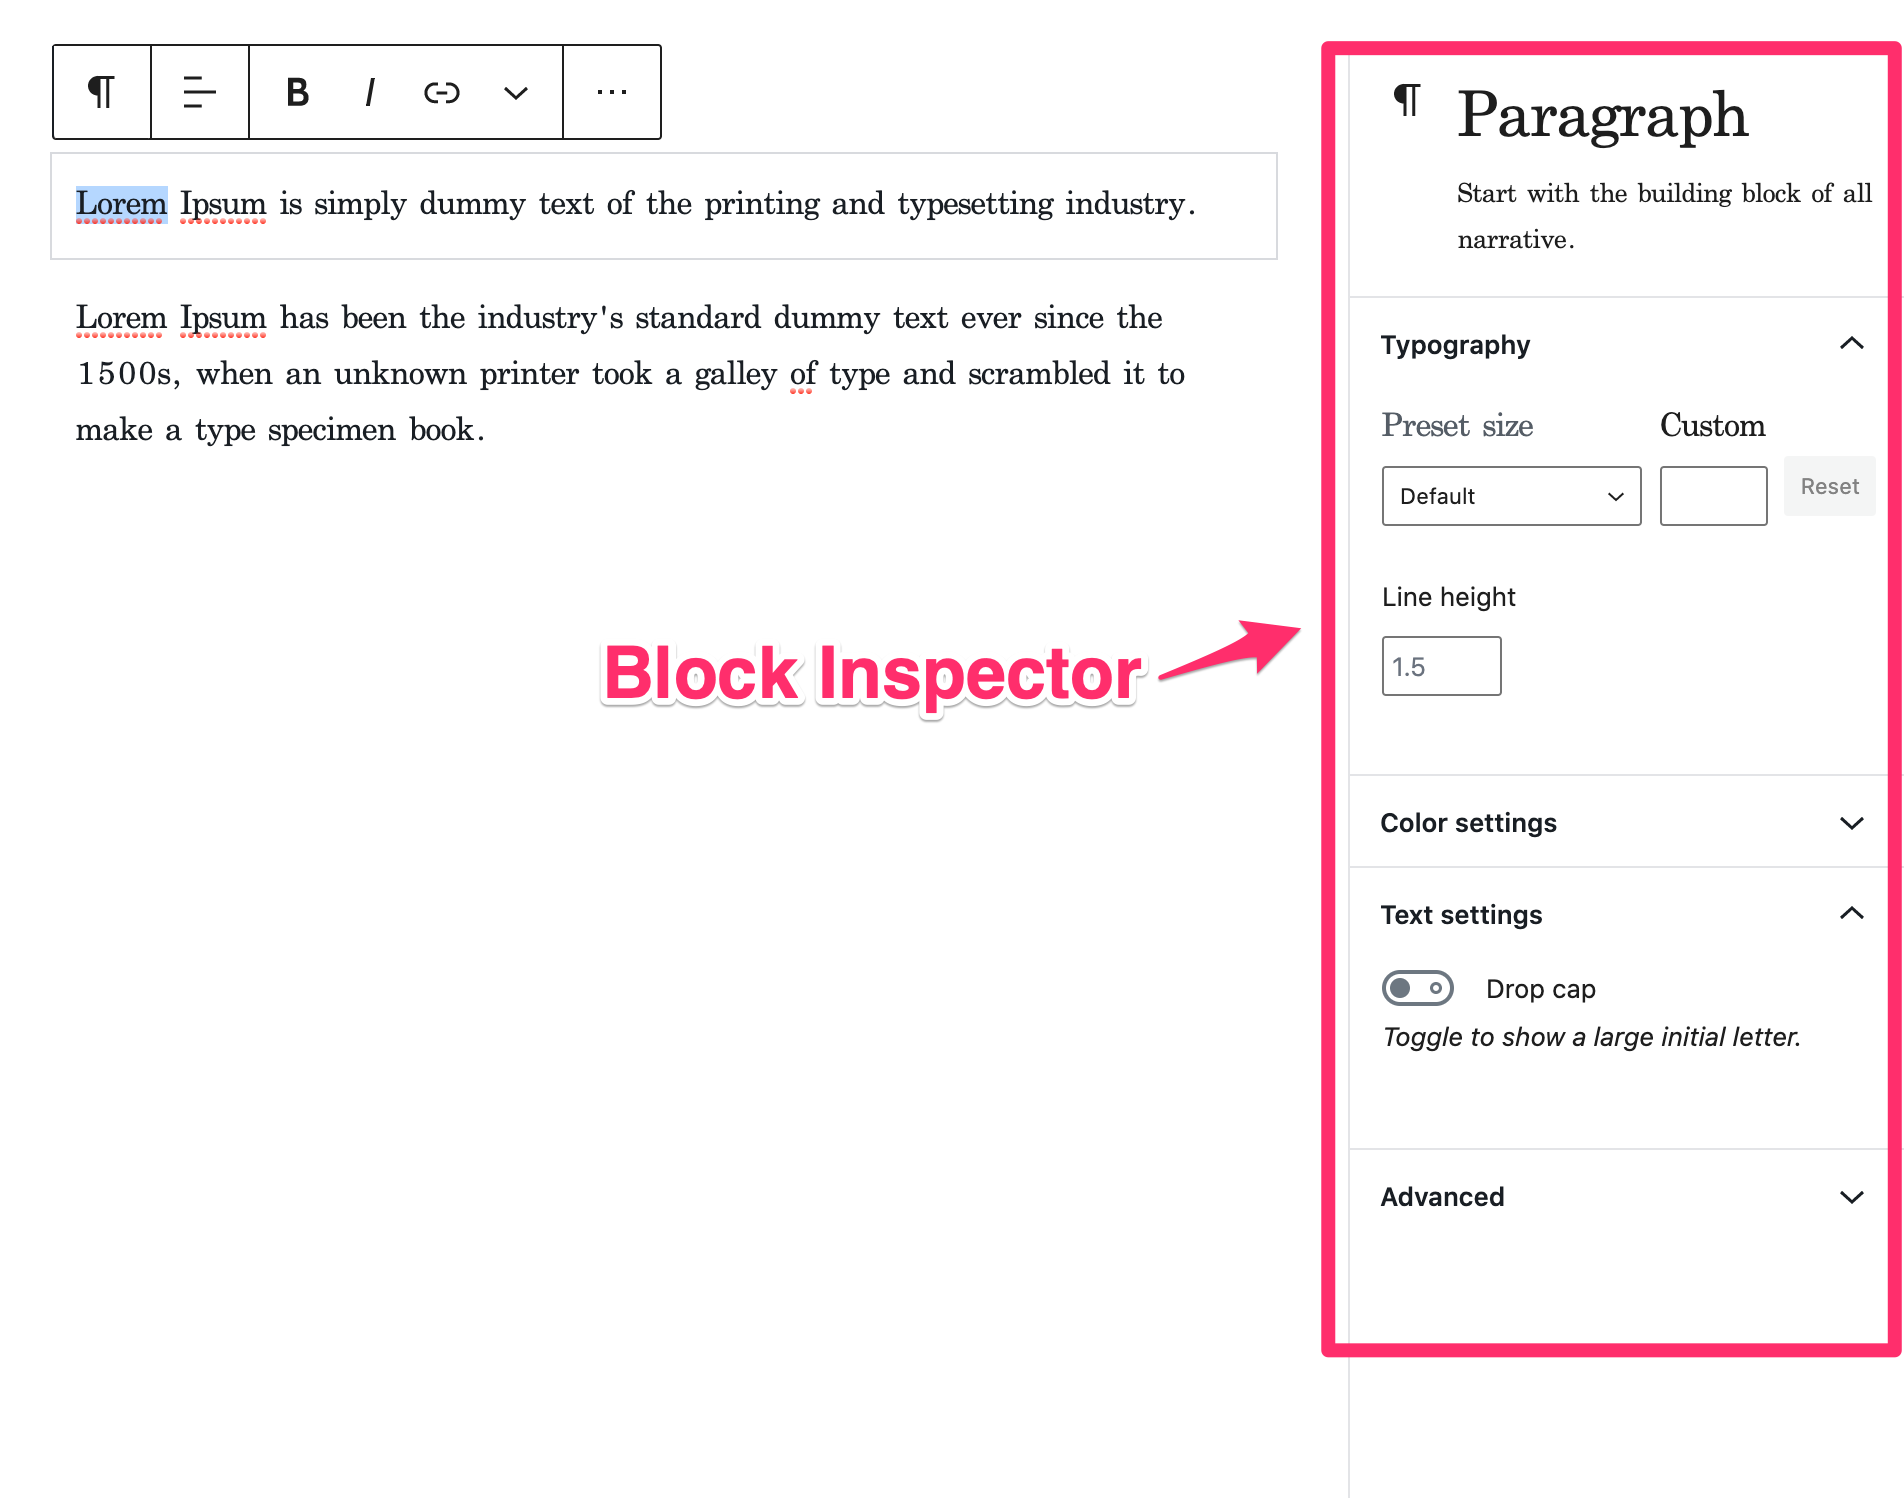 ¶ B I ...
Lorem Ipsum is simply dummy text of the printing and typesetting industry.
Lorem Ipsum has been the industry's standard dummy text ever since the
1500s, when an unknown printer took a galley of type and scrambled it to
make a type specimen book.
Block Inspector
¶ Paragraph
Start with the building block of all
narrative.
Typography
Preset size Custom
Default Reset
Line height
1.5
Color settings
Text settings
Drop cap
Toggle to show a large initial letter.
Advanced